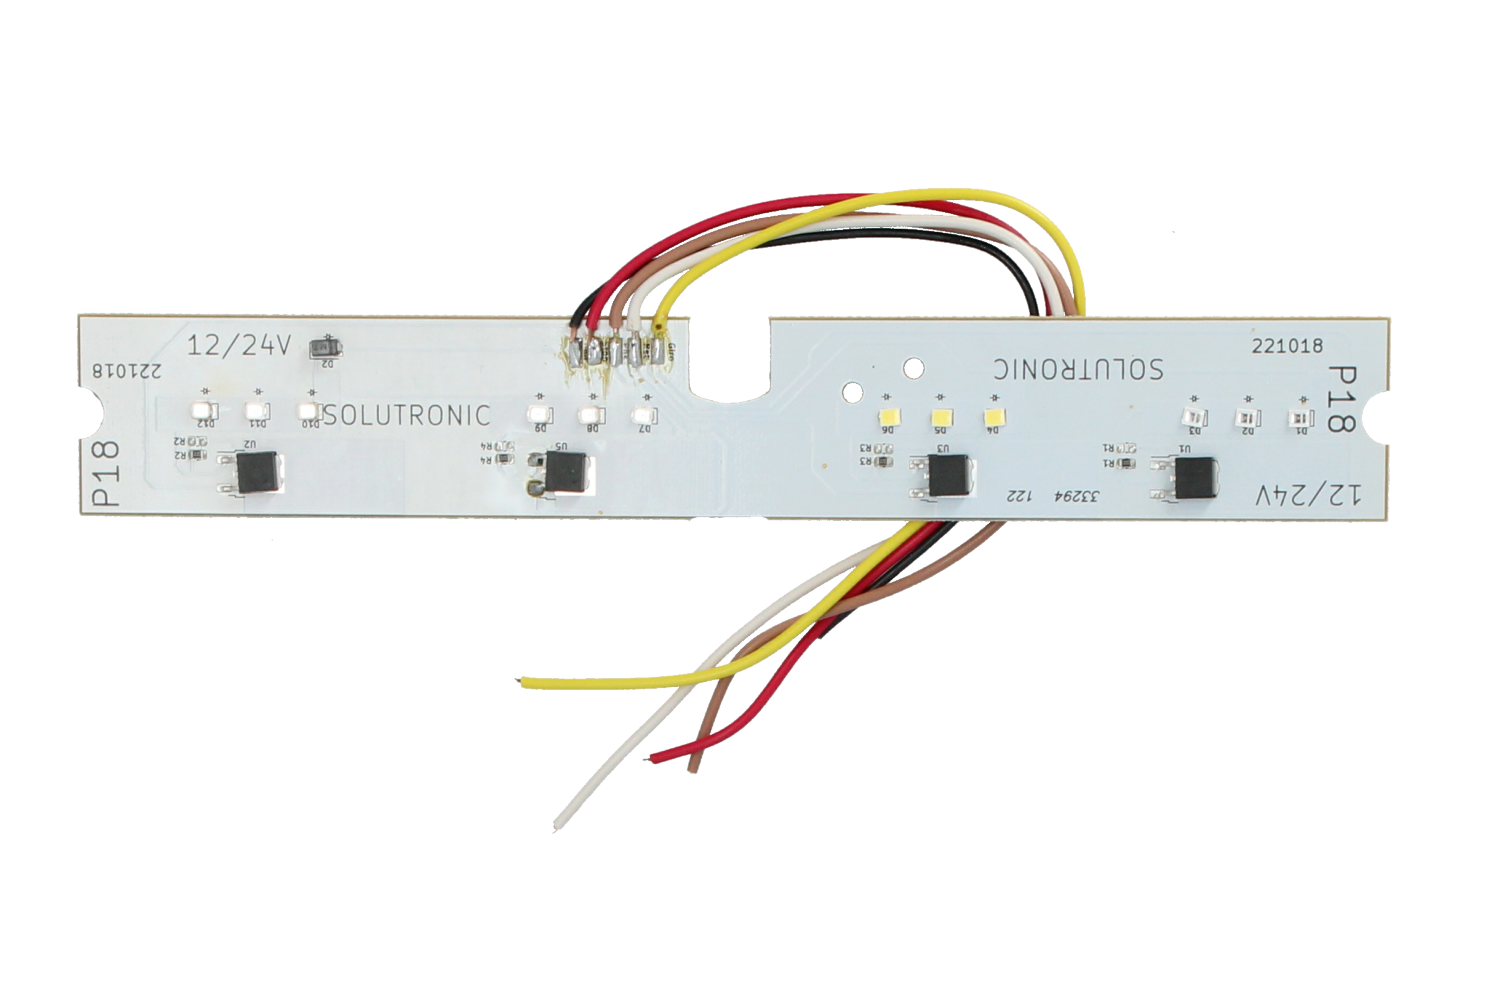 12/24V
D2
221018
D12
D11
D10
SOLUTRONIC
P18
R2
R2
U2
D9
D8
D7
R4
R4
U5
Giro
SOLUTRONIC
221018
P18
D6
D5
D4
D3
D2
D1
R3
R3
U3
R1
R1
U1
33294 122
12/24V